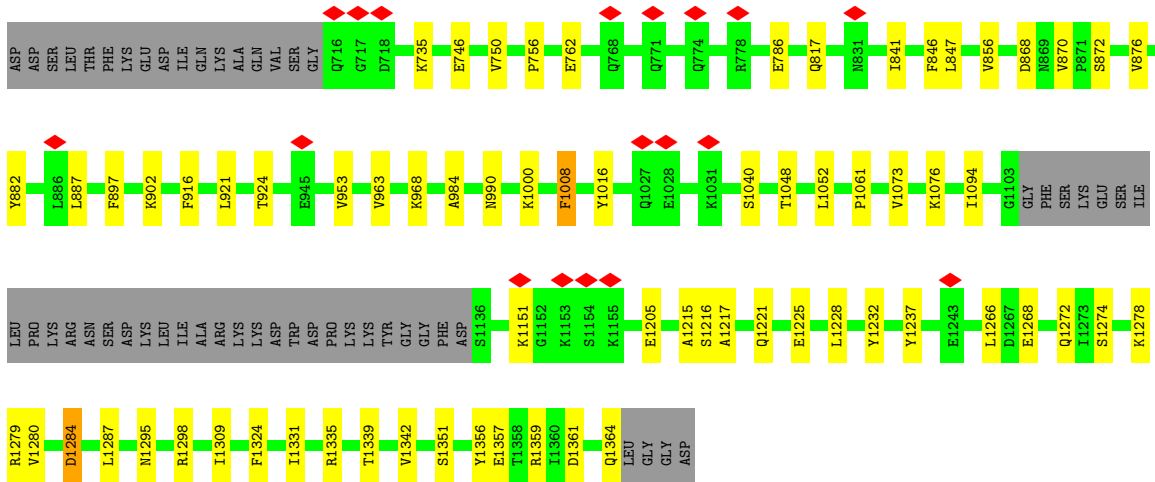 ASP ASP SER LEU THR PHE LYS GLU ASP ILE GLN LYS ALA GLN VAL SER GLY Q716 G717 D718 K735 E746 V750 P756 E762 Q768 Q771 Q774 R778 E786 Q817 N831 I841 F846 L847 V856 D868 N869 V870 P871 S872 V876
Y882 L886 L887 F897 K902 F916 L921 T924 E945 V953 V963 K968 A984 N990 K1000 F1008 Y1016 Q1027 E1028 K1031 S1040 T1048 L1052 P1061 V1073 K1076 I1094 G1103 GLY PHE SER LYS GLU SER ILE
LEU PRO LYS ARG ASN SER ASP LYS LEU ILE ALA ARG LYS LYS ASP TRP ASP PRO LYS LYS TYR GLY GLY PHE ASP S1136 K1151 G1152 K1153 S1154 K1155 E1205 A1215 S1216 A1217 Q1221 E1225 L1228 Y1232 Y1237 E1243 L1266 D1267 E1268 Q1272 I1273 S1274 K1278
R1279 V1280 D1284 L1287 N1295 R1298 I1309 F1324 I1331 R1335 T1339 V1342 S1351 Y1356 E1357 T1358 R1359 I1360 D1361 Q1364 LEU GLY GLY ASP